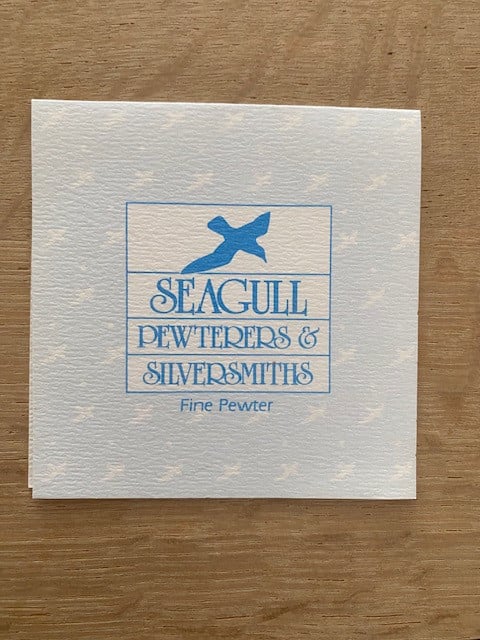 SEAGULL
PEWTERERS &
SILVERSMITHS
Fine Pewter